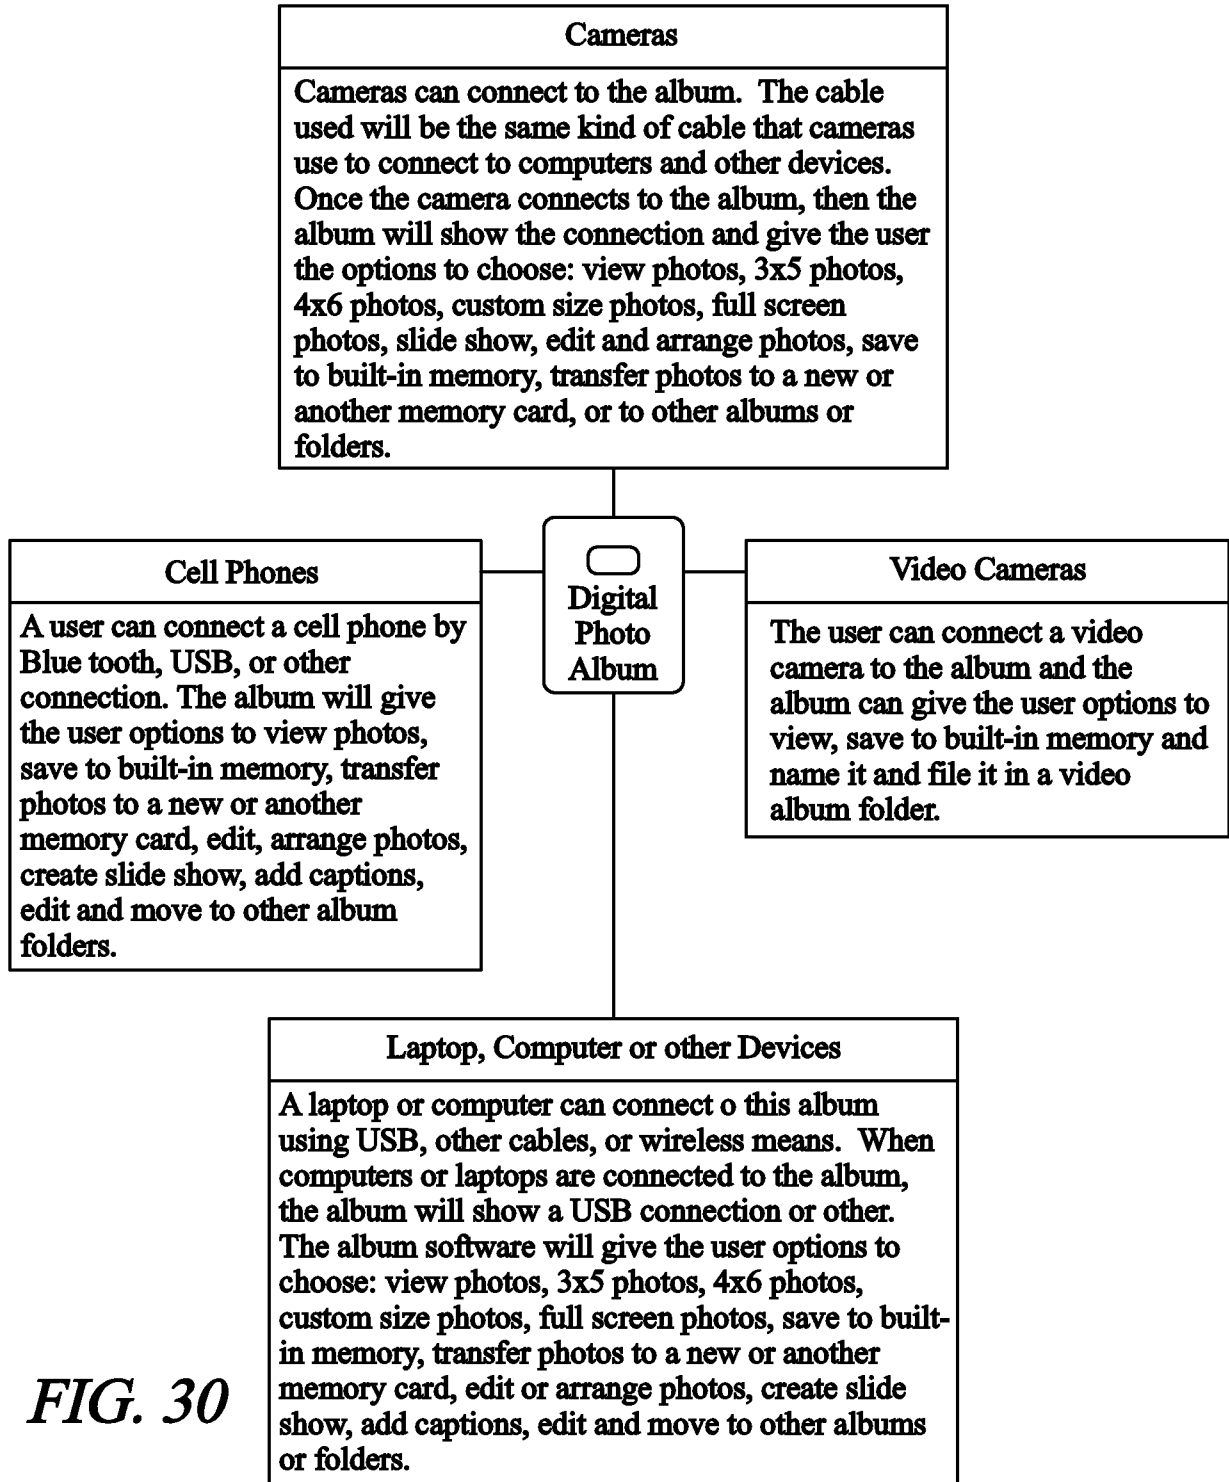 Cameras
Cameras can connect to the album.  The cable
used will be the same kind of cable that cameras
use to connect to computers and other devices.
Once the camera connects to the album, then the
album will show the connection and give the user
the options to choose: view photos, 3x5 photos,
4x6 photos, custom size photos, full screen
photos, slide show, edit and arrange photos, save
to built-in memory, transfer photos to a new or
another memory card, or to other albums or
folders.
Cell Phones
A user can connect a cell phone by
Blue tooth, USB, or other
connection. The album will give
the user options to view photos,
save to built-in memory, transfer
photos to a new or another
memory card, edit, arrange photos,
create slide show, add captions,
edit and move to other album
folders.
Digital
Photo
Album
Video Cameras
The user can connect a video
camera to the album and the
album can give the user options to
view, save to built-in memory and
name it and file it in a video
album folder.
Laptop, Computer or other Devices
A laptop or computer can connect o this album
using USB, other cables, or wireless means.  When
computers or laptops are connected to the album,
the album will show a USB connection or other.
The album software will give the user options to
choose: view photos, 3x5 photos, 4x6 photos,
custom size photos, full screen photos, save to built-
in memory, transfer photos to a new or another
memory card, edit or arrange photos, create slide
show, add captions, edit and move to other albums
or folders.
FIG. 30